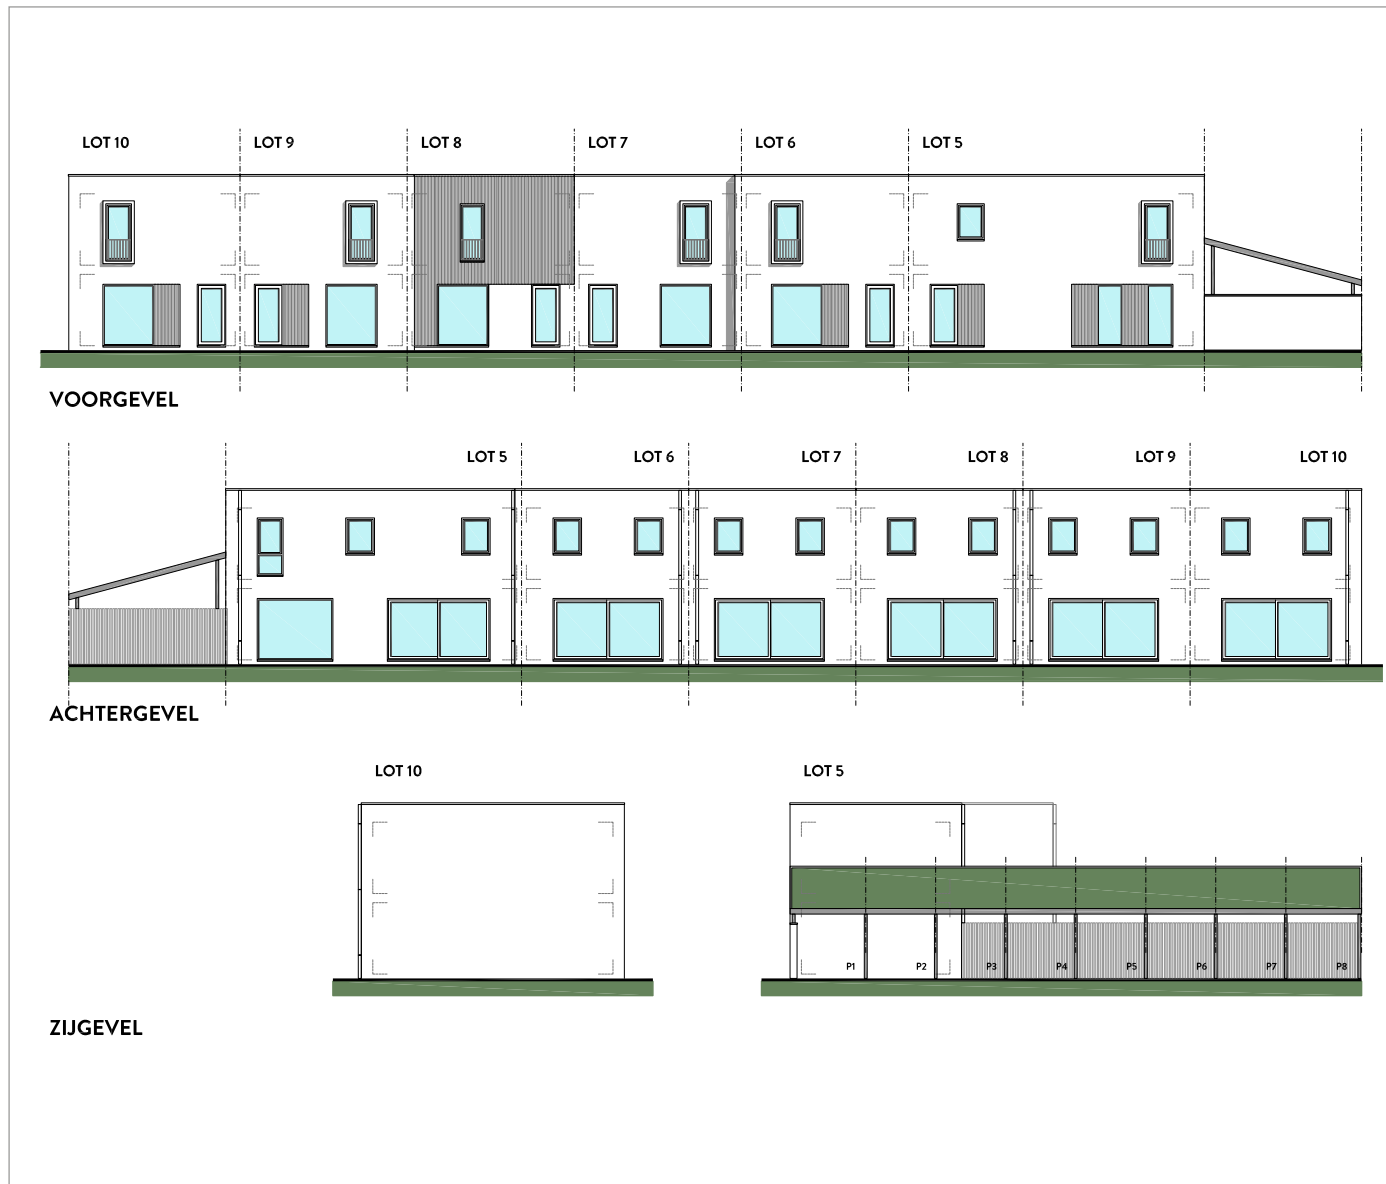 LOT 10 LOT 9 LOT 8 LOT 7 LOT 6 LOT 5
VOORGEVEL
LOT 5 LOT 6 LOT 7 LOT 8 LOT 9 LOT 10
ACHTERGEVEL
LOT 10 LOT 5
P1 P2 P3 P4 P5 P6 P7 P8
ZIJGEVEL